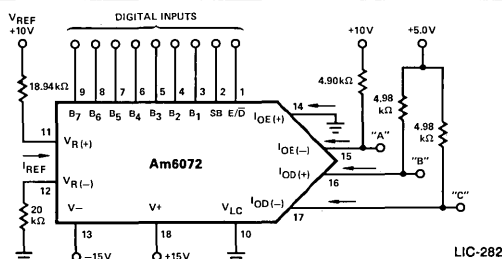 DIGITAL INPUTS
VREF
+10V
+10V
+5.0V
18.94kΩ
4.90kΩ
4.98
kΩ
4.98
kΩ
9 8 7 6 5 4 3 2 1
B7 B6 B5 B4 B3 B2 B1 SB E/D̅
IOE(+) 14
11
VR(+)
IREF
Am6072
IOE(−) 15
"A"
IOD(+) 16
"B"
12
VR(−)
IOD(−) 17
"C"
20
kΩ
V− V+ VLC
13 18 10
−15V +15V
LIC-282